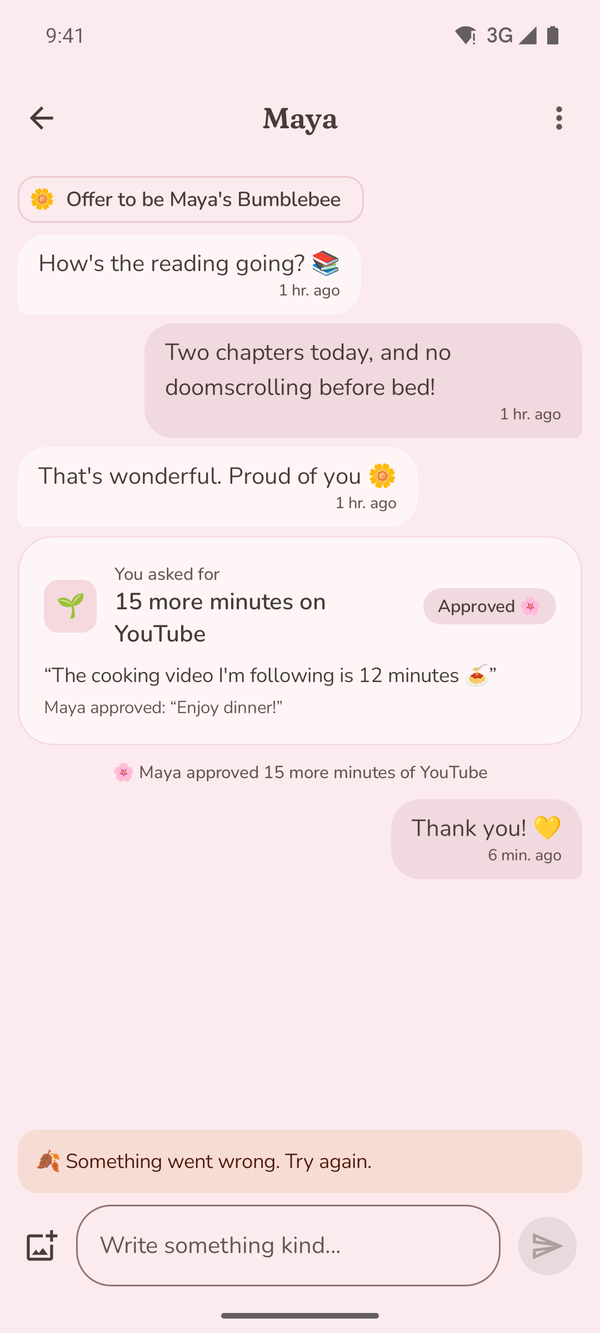 9:41
3G
Maya
🌼 Offer to be Maya's Bumblebee
How's the reading going? 📚
1 hr. ago
Two chapters today, and no
doomscrolling before bed!
1 hr. ago
That's wonderful. Proud of you 🌼
1 hr. ago
You asked for
15 more minutes on
YouTube
Approved 🌸
“The cooking video I'm following is 12 minutes 🍝”
Maya approved: “Enjoy dinner!”
🌸 Maya approved 15 more minutes of YouTube
Thank you! 💛
6 min. ago
🍂 Something went wrong. Try again.
Write something kind...